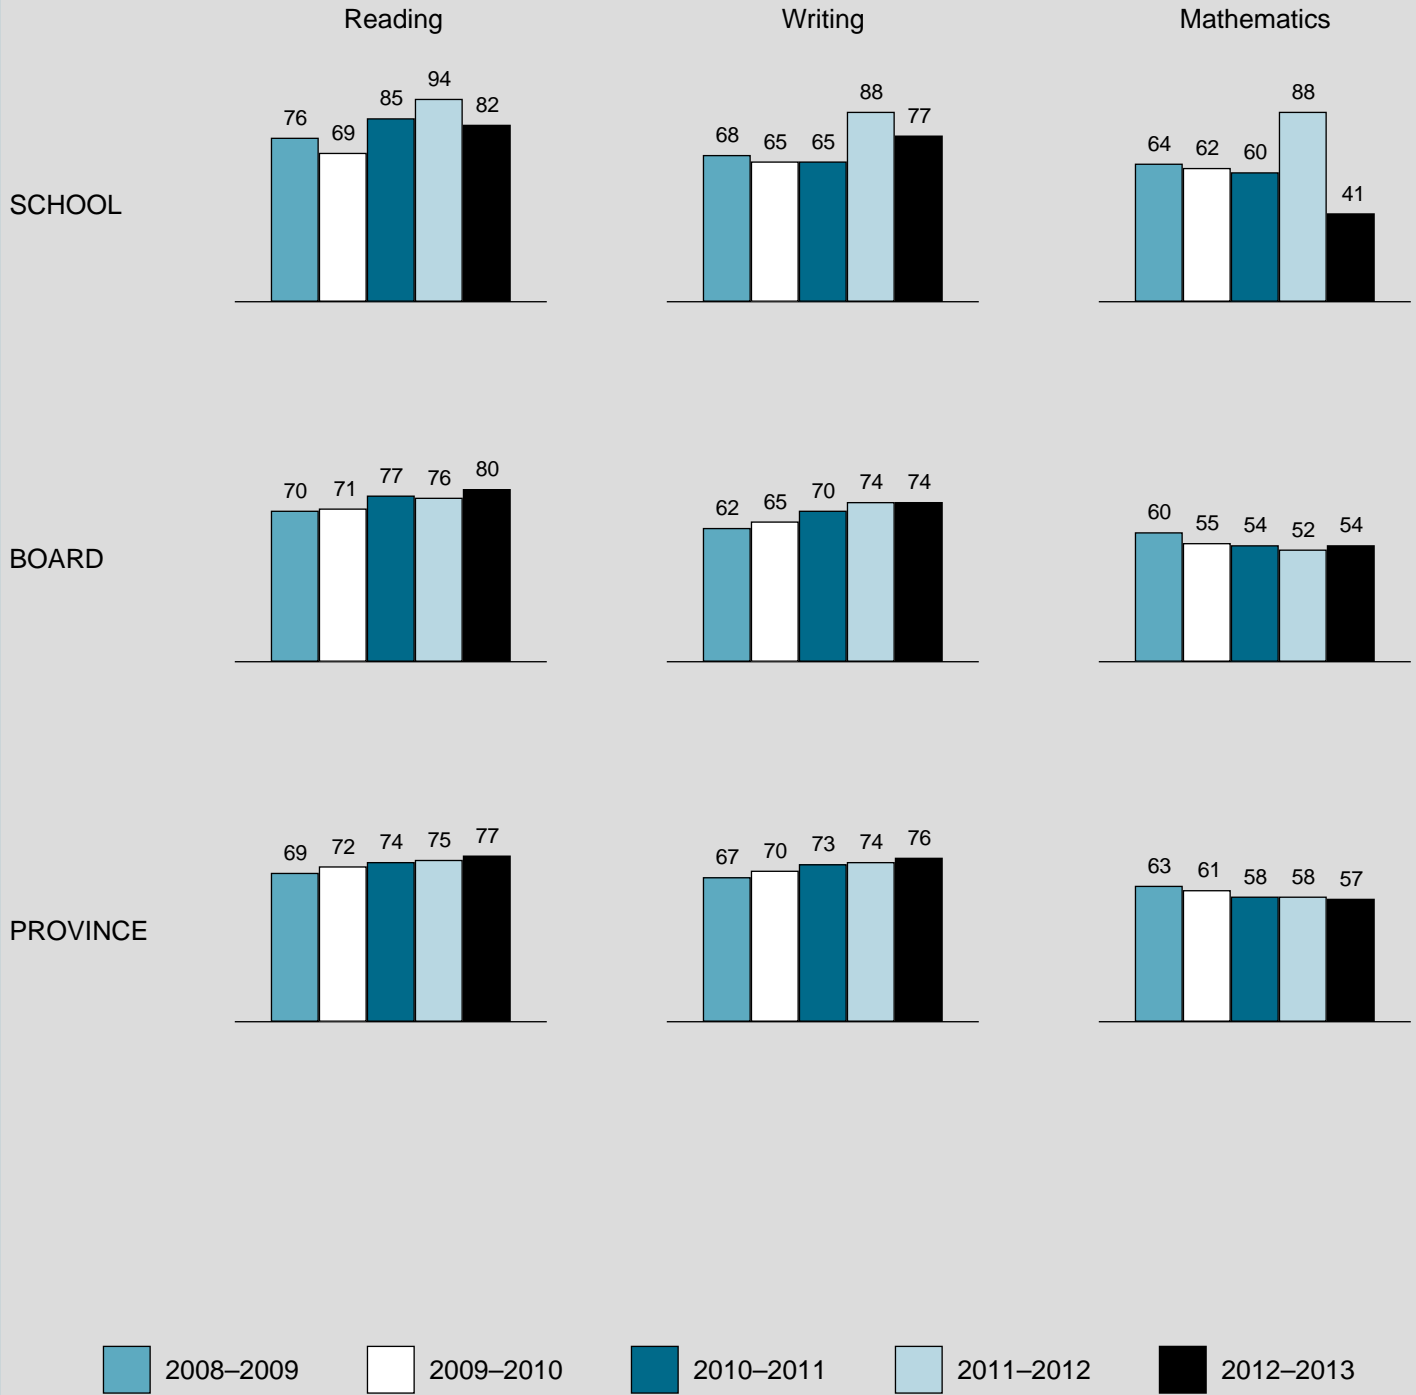 Reading Writing Mathematics
SCHOOL
76 69 85 94 82
68 65 65 88 77
64 62 60 88 41
BOARD
70 71 77 76 80
62 65 70 74 74
60 55 54 52 54
PROVINCE
69 72 74 75 77
67 70 73 74 76
63 61 58 58 57
2008–2009 2009–2010 2010–2011 2011–2012 2012–2013